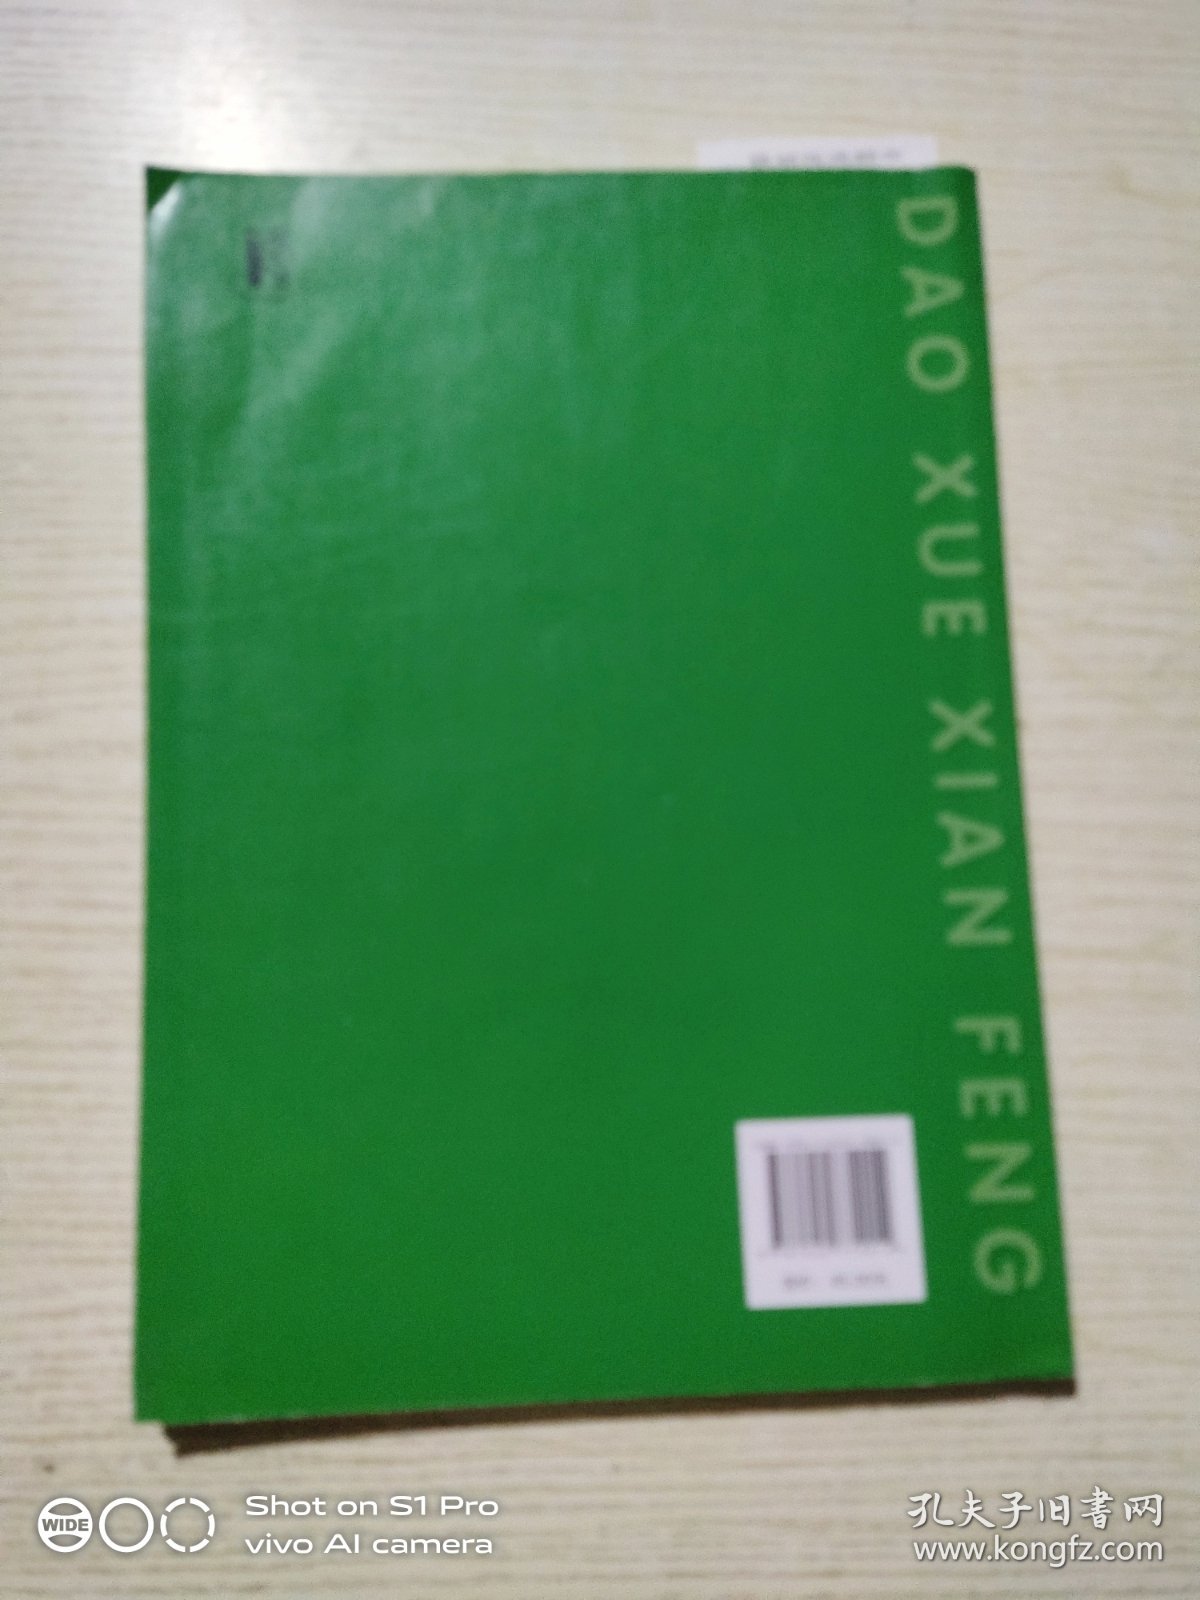 DAO XUE XIAN FENG
WIDE
Shot on S1 Pro
vivo AI camera
孔夫子旧书网
www.kongfz.com